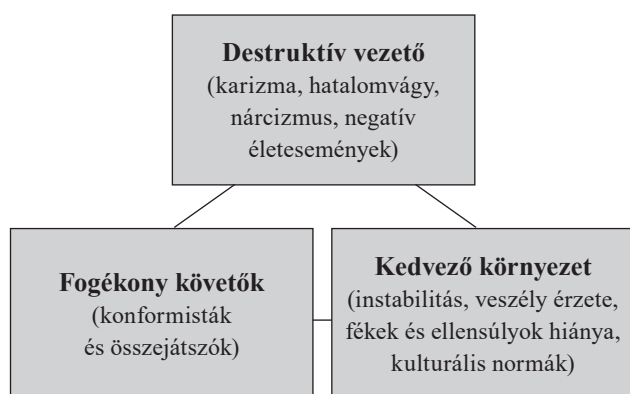 Destruktív vezető
(karizma, hatalomvágy,
nárcizmus, negatív
életesemények)
Fogékony követők
(konformisták
és összejátszók)
Kedvező környezet
(instabilitás, veszély érzete,
fékek és ellensúlyok hiánya,
kulturális normák)